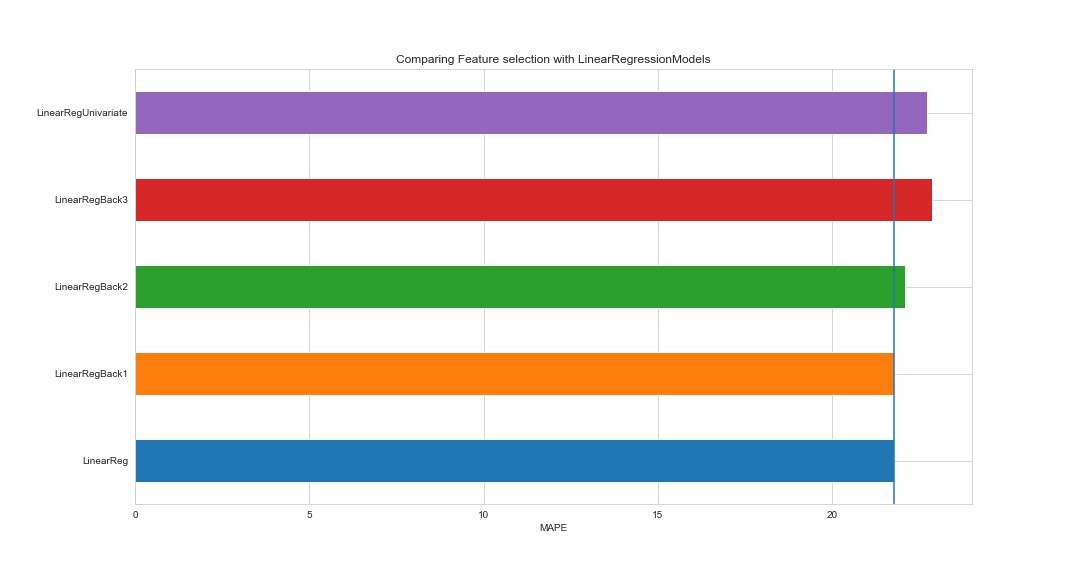 Comparing Feature selection with LinearRegressionModels
LinearRegUnivariate
LinearRegBack3
LinearRegBack2
LinearRegBack1
LinearReg
0 5 10 15 20
MAPE